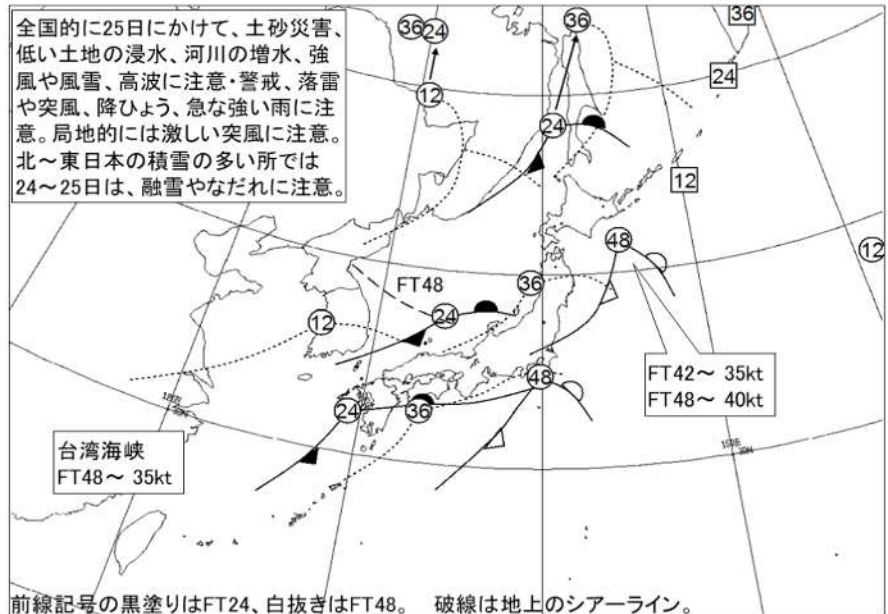 全国的に25日にかけて、土砂災害、
低い土地の浸水、河川の増水、強
風や風雪、高波に注意・警戒、落雷
や突風、降ひょう、急な強い雨に注
意。局地的には激しい突風に注意。
北～東日本の積雪の多い所では
24～25日は、融雪やなだれに注意。
36
24
12
36
24
36
24
12
12
48
FT48
36
24
12
FT42～ 35kt
FT48～ 40kt
48
24
36
台湾海峡
FT48～ 35kt
前線記号の黒塗りはFT24、白抜きはFT48。 破線は地上のシアーライン。